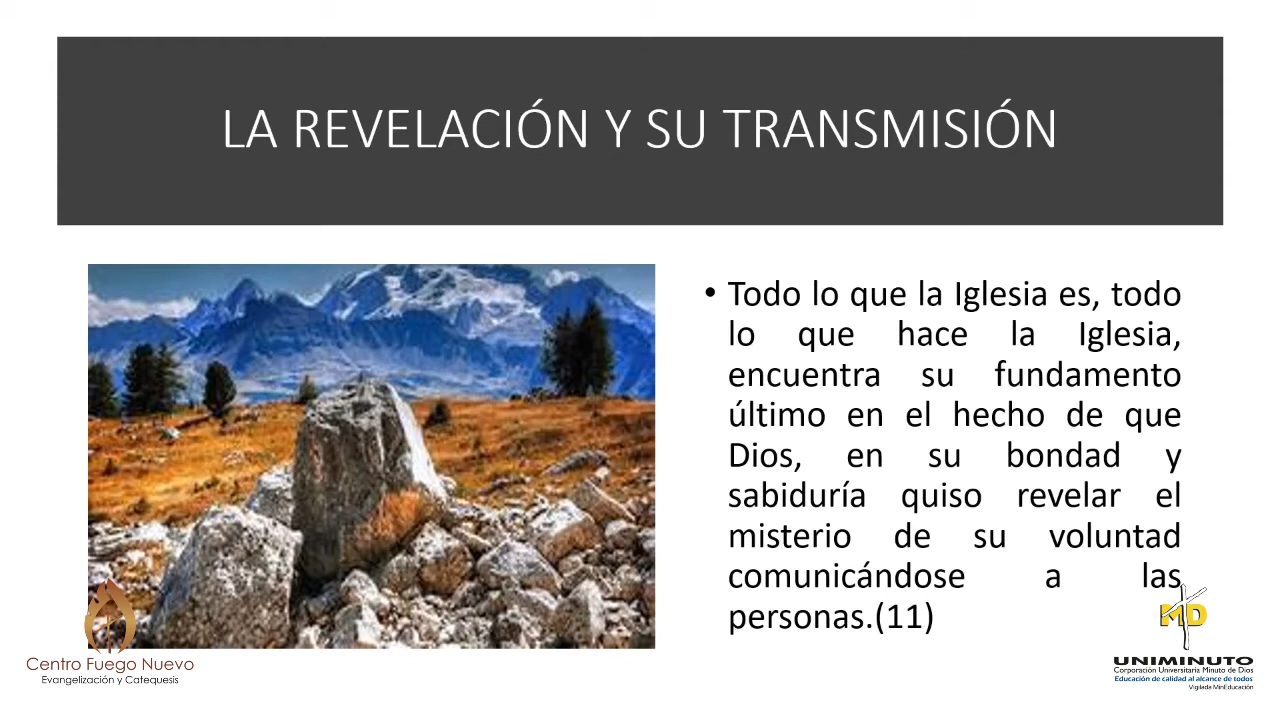 LA REVELACIÓN Y SU TRANSMISIÓN
• Todo lo que la Iglesia es, todo
lo que hace la Iglesia,
encuentra su fundamento
último en el hecho de que
Dios, en su bondad y
sabiduría quiso revelar el
misterio de su voluntad
comunicándose a las
personas.(11)
Centro Fuego Nuevo
Evangelización y Catequesis
MD
UNIMINUTO
Corporación Universitaria Minuto de Dios
Educación de calidad al alcance de todos
Vigilada MinEducación